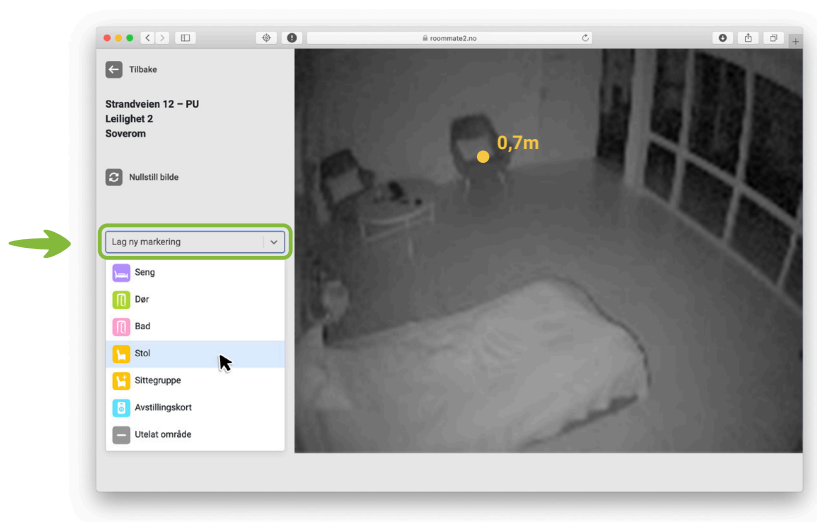 roommate2.no
Tilbake
Strandveien 12 – PU
Leilighet 2
Soverom
Nullstill bilde
Lag ny markering
Seng
Dør
Bad
Stol
Sittegruppe
Avstillingskort
Utelat område
0,7m